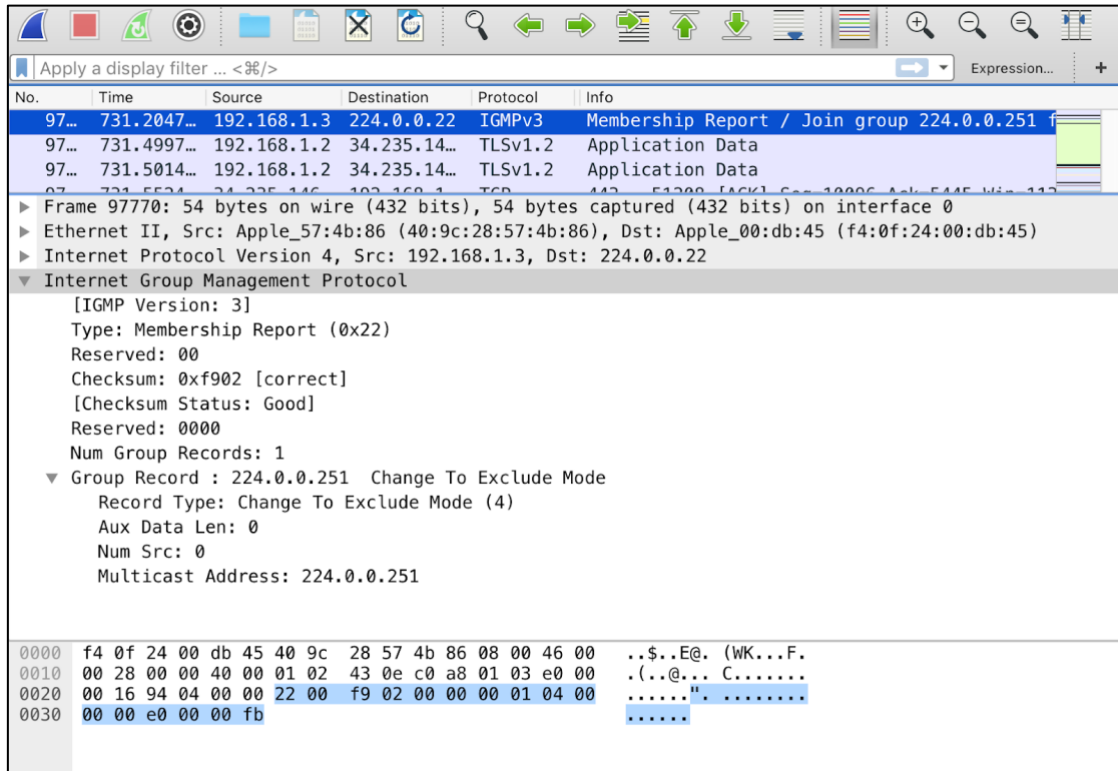 Apply a display filter ... <⌘/>
Expression...
+
No. Time Source Destination Protocol Info
97... 731.2047... 192.168.1.3 224.0.0.22 IGMPv3 Membership Report / Join group 224.0.0.251 f
97... 731.4997... 192.168.1.2 34.235.14... TLSv1.2 Application Data
97... 731.5014... 192.168.1.2 34.235.14... TLSv1.2 Application Data
Frame 97770: 54 bytes on wire (432 bits), 54 bytes captured (432 bits) on interface 0
Ethernet II, Src: Apple_57:4b:86 (40:9c:28:57:4b:86), Dst: Apple_00:db:45 (f4:0f:24:00:db:45)
Internet Protocol Version 4, Src: 192.168.1.3, Dst: 224.0.0.22
Internet Group Management Protocol
[IGMP Version: 3]
Type: Membership Report (0x22)
Reserved: 00
Checksum: 0xf902 [correct]
[Checksum Status: Good]
Reserved: 0000
Num Group Records: 1
Group Record : 224.0.0.251 Change To Exclude Mode
Record Type: Change To Exclude Mode (4)
Aux Data Len: 0
Num Src: 0
Multicast Address: 224.0.0.251
0000 f4 0f 24 00 db 45 40 9c 28 57 4b 86 08 00 46 00 ..$..E@. (WK...F.
0010 00 28 00 00 40 00 01 02 43 0e c0 a8 01 03 e0 00 .(..@... C.......
0020 00 16 94 04 00 00 22 00 f9 02 00 00 00 01 04 00 ......". ........
0030 00 00 e0 00 00 fb ......